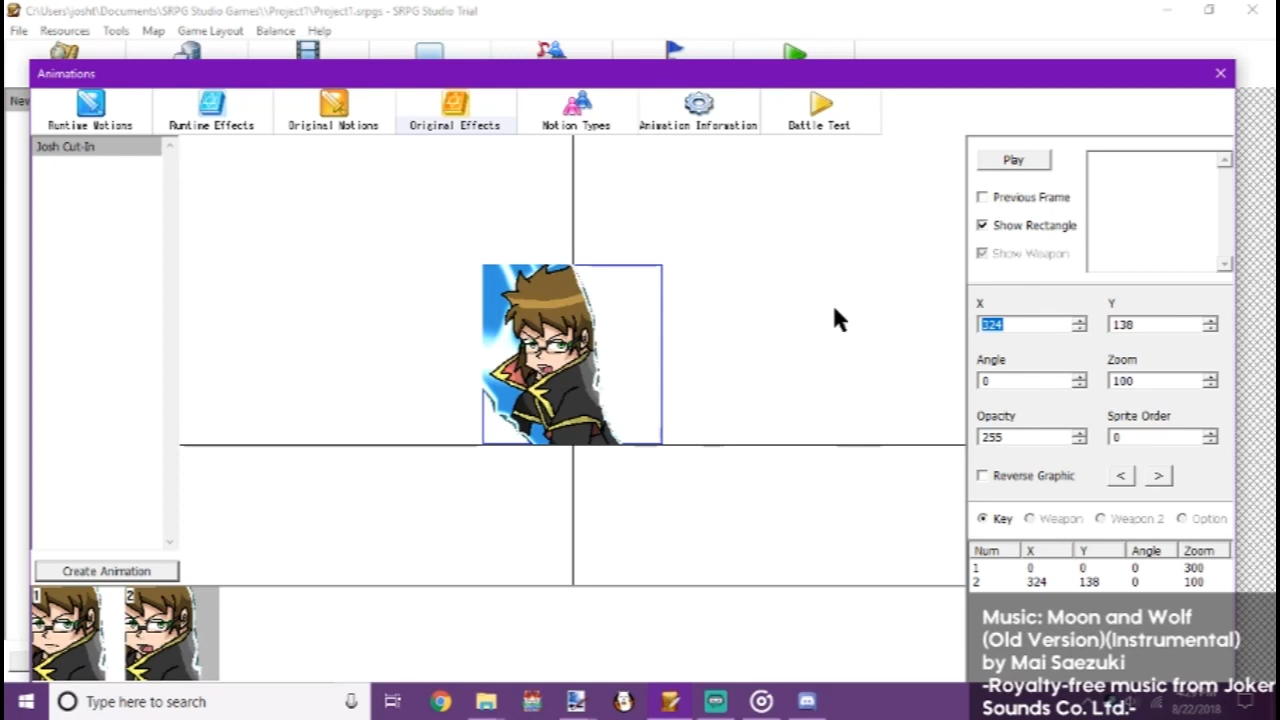 C:\Users\josht\Documents\SRPG Studio Games\\Project1\Project1.srpgs - SRPG Studio Trial
File Resources Tools Map Game Layout Balance Help
Animations
New
Runtime Motions Runtime Effects Original Motions Original Effects Motion Types Animation Information Battle Test
Josh Cut-In
Play
Previous Frame
Show Rectangle
Show Weapon
X Y
324 138
Angle Zoom
0 100
Opacity Sprite Order
255 0
Reverse Graphic < >
Key Weapon Weapon 2 Option
Num X Y Angle Zoom
1 0 0 0 300
2 324 138 0 100
Create Animation
1 2
Music: Moon and Wolf
(Old Version)(Instrumental)
by Mai Saezuki
-Royalty-free music from Joker
Sounds Co. Ltd.-
Type here to search
8/22/2018